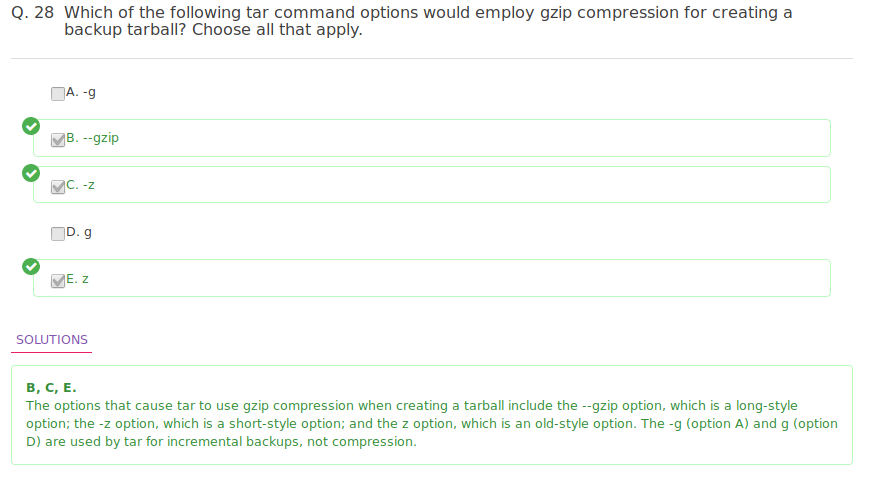 Q. 28 Which of the following tar command options would employ gzip compression for creating a
backup tarball? Choose all that apply.
A. -g
B. --gzip
C. -z
D. g
E. z
SOLUTIONS
B, C, E.
The options that cause tar to use gzip compression when creating a tarball include the --gzip option, which is a long-style
option; the -z option, which is a short-style option; and the z option, which is an old-style option. The -g (option A) and g (option
D) are used by tar for incremental backups, not compression.